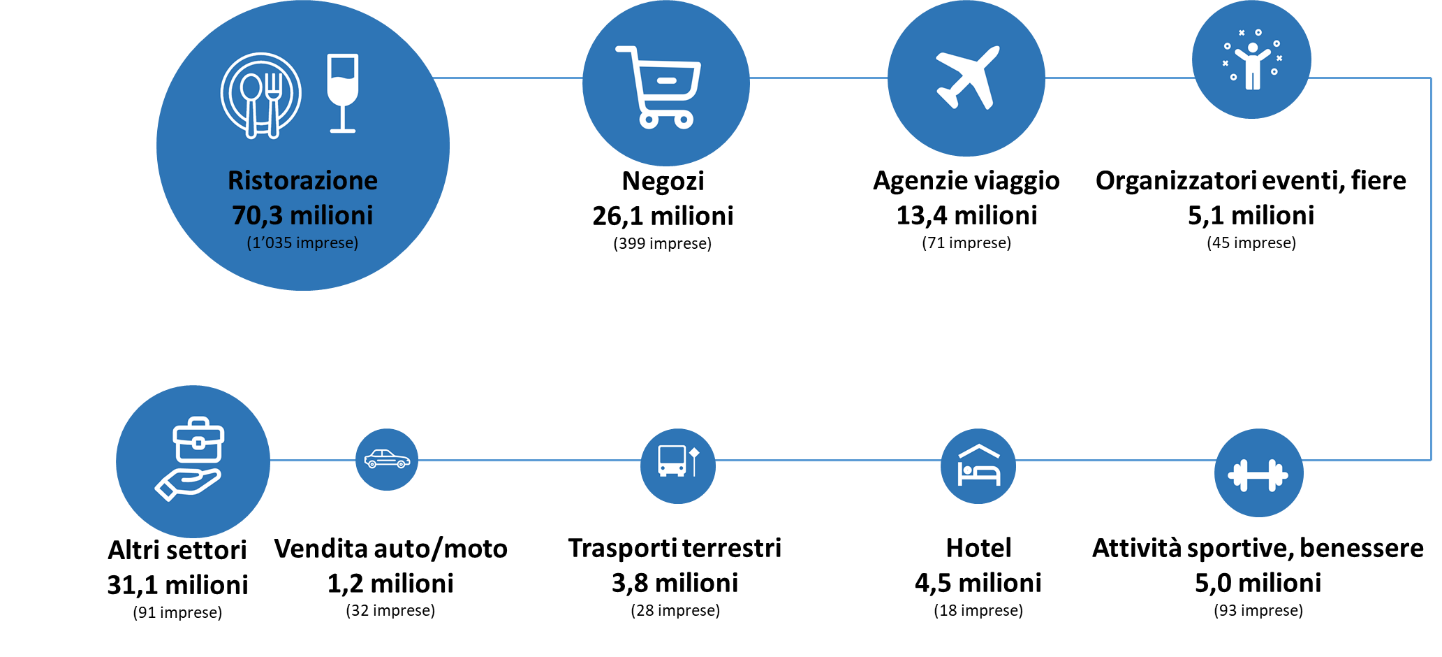 Ristorazione
70,3 milioni
(1’035 imprese)
Negozi
26,1 milioni
(399 imprese)
Agenzie viaggio
13,4 milioni
(71 imprese)
Organizzatori eventi, fiere
5,1 milioni
(45 imprese)
Altri settori
31,1 milioni
(91 imprese)
Vendita auto/moto
1,2 milioni
(32 imprese)
Trasporti terrestri
3,8 milioni
(28 imprese)
Hotel
4,5 milioni
(18 imprese)
Attività sportive, benessere
5,0 milioni
(93 imprese)